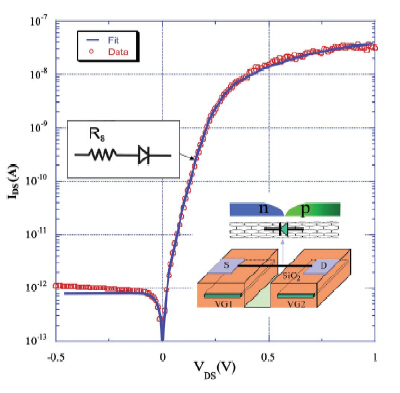 10⁻⁷
Fit
Data
10⁻⁸
10⁻⁹
Rs
10⁻¹⁰
I_DS(A)
n p
10⁻¹¹
S D
SiO₂
10⁻¹²
VG1 VG2
10⁻¹³
-0.5 0 0.5 1
V_DS(V)